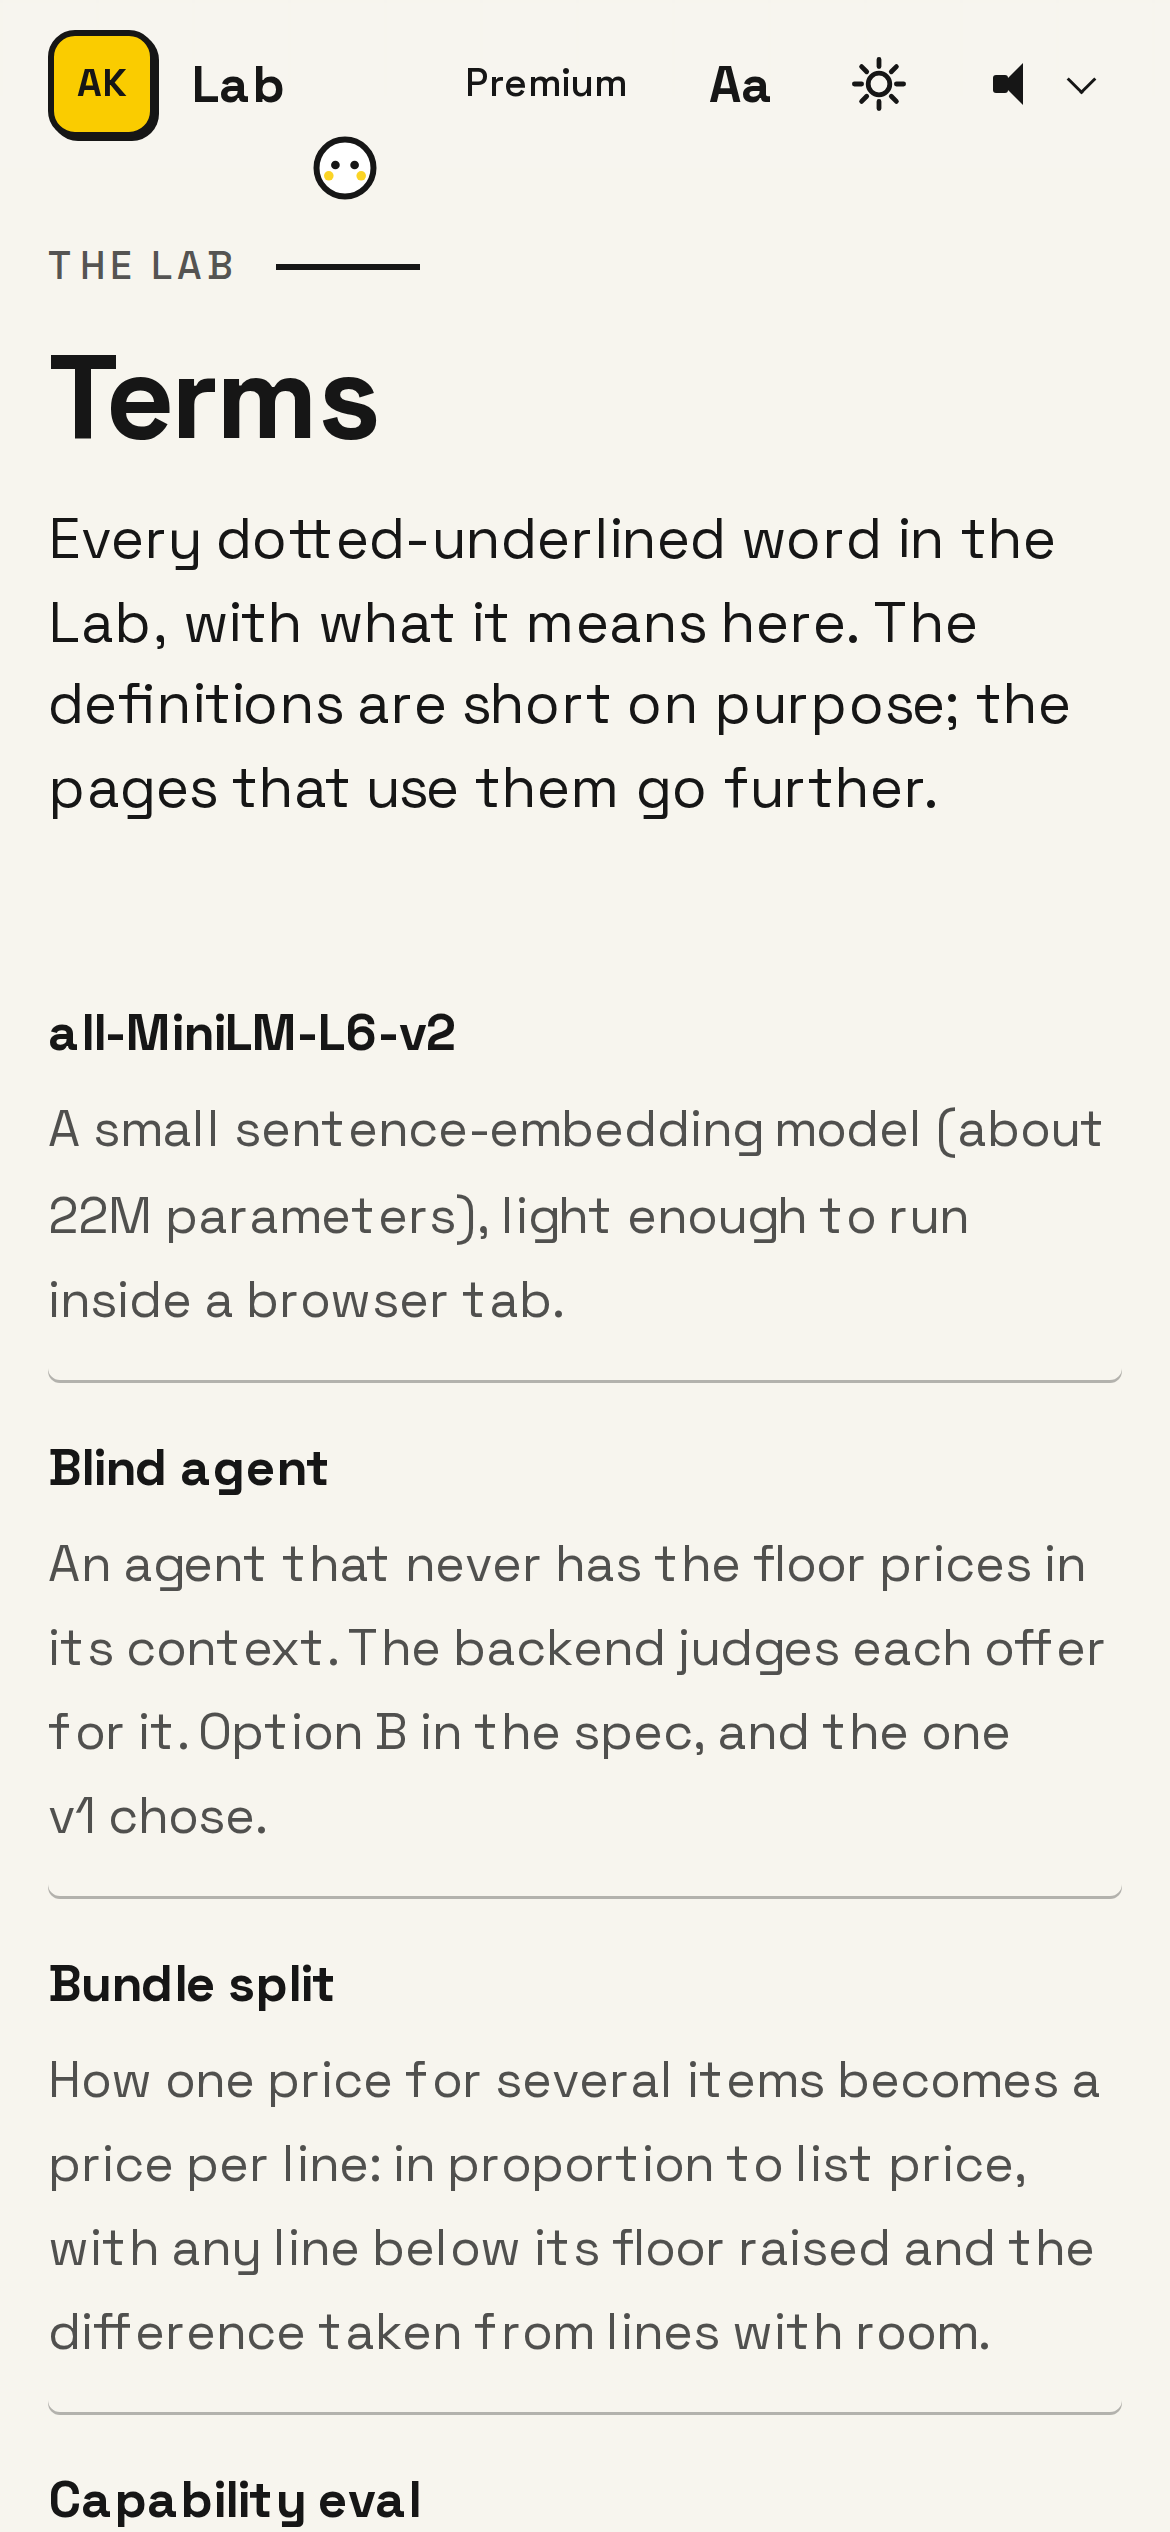 AK
Lab
Premium
Aa
THE LAB
Terms
Every dotted-underlined word in the
Lab, with what it means here. The
definitions are short on purpose; the
pages that use them go further.
all-MiniLM-L6-v2
A small sentence-embedding model (about
22M parameters), light enough to run
inside a browser tab.
Blind agent
An agent that never has the floor prices in
its context. The backend judges each offer
for it. Option B in the spec, and the one
v1 chose.
Bundle split
How one price for several items becomes a
price per line: in proportion to list price,
with any line below its floor raised and the
difference taken from lines with room.
Capability eval